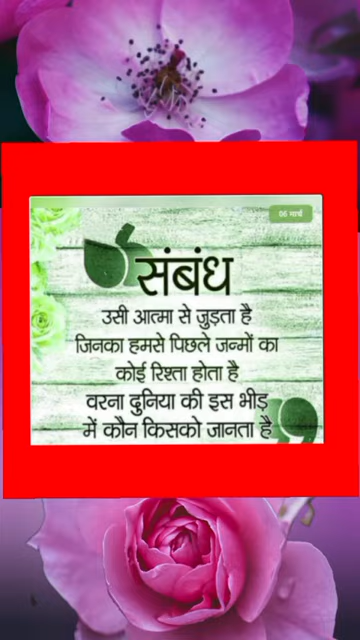 06 मार्च
संबंध
उसी आत्मा से जुड़ता है
जिनका हमसे पिछले जन्मों का
कोई रिश्ता होता है
वरना दुनिया की इस भीड़
में कौन किसको जानता है